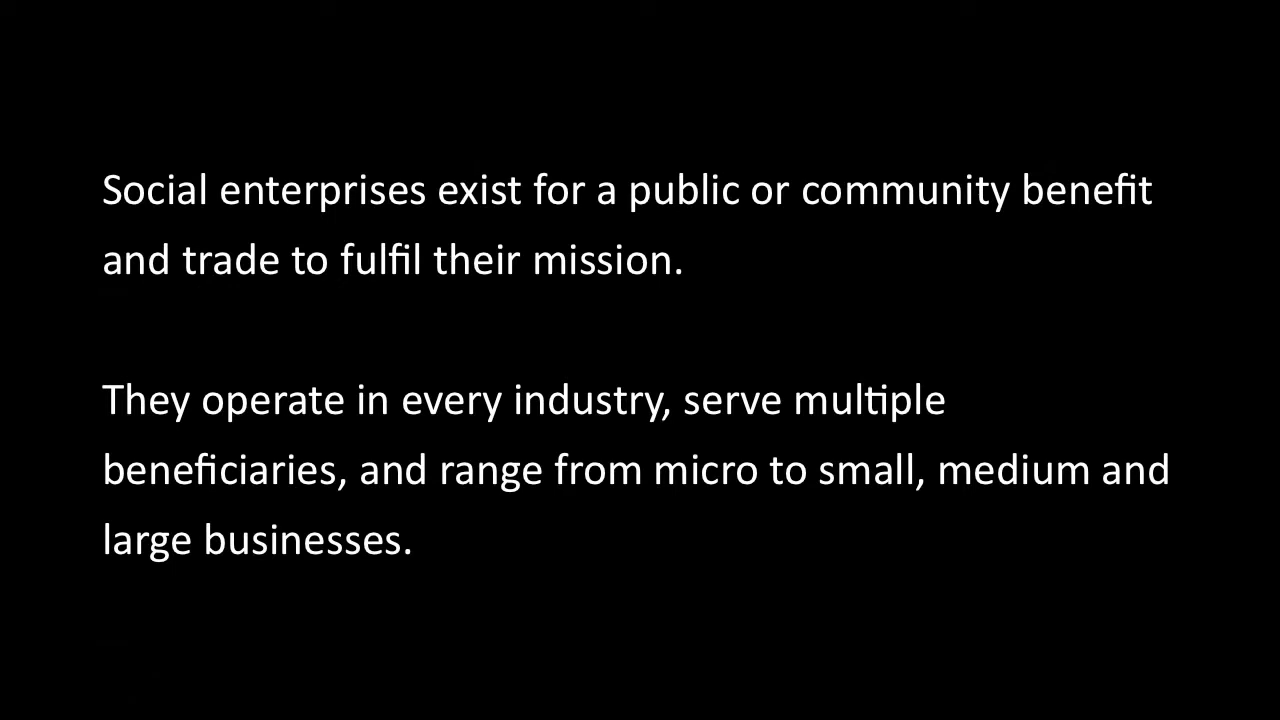 Social enterprises exist for a public or community benefit
and trade to fulfil their mission.
They operate in every industry, serve multiple
beneficiaries, and range from micro to small, medium and
large businesses.